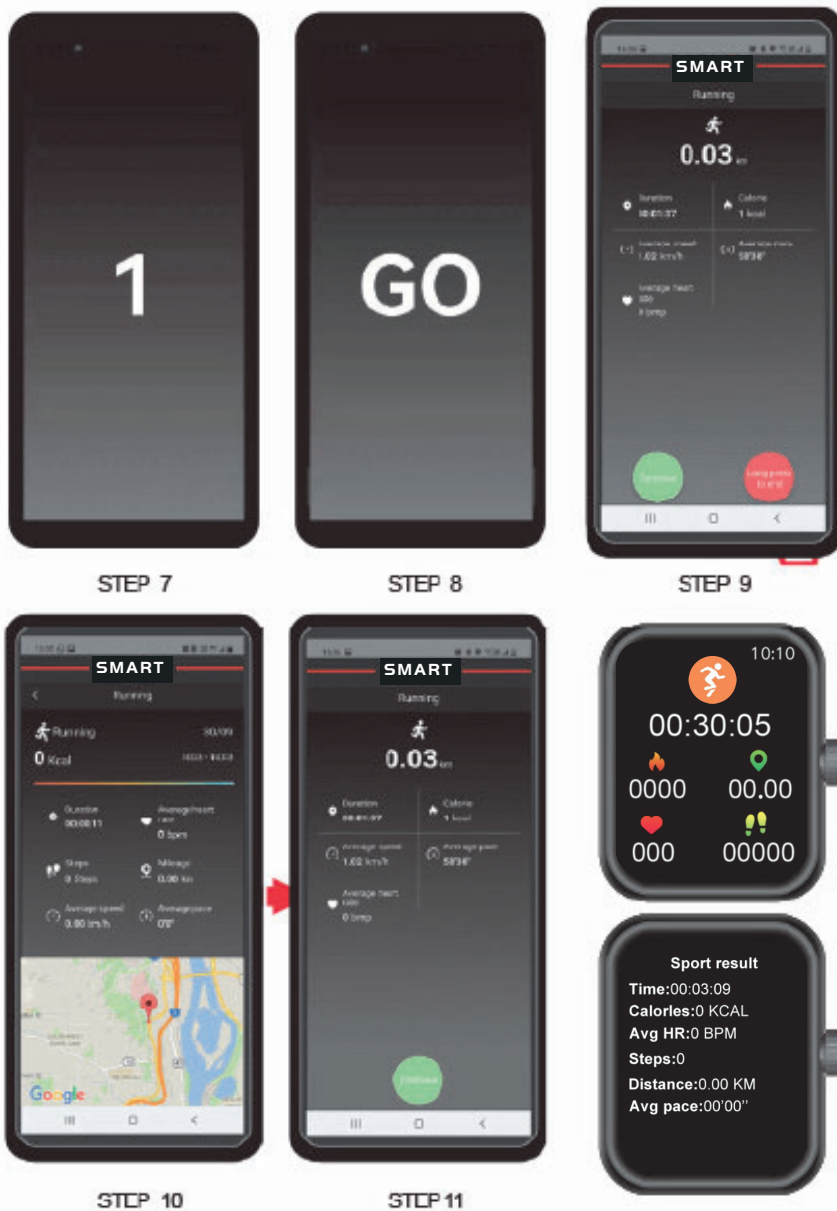 1
GO
SMART
Running
0.03 km
Duration
Calorie
1 kcal
1.02 km/h
Average heart
STEP 7
STEP 8
STEP 9
SMART
Running
Running
30/09
0 Kcal
Duration
00:00:11
Average heart
rate
0 bpm
Steps
0 Steps
Mileage
0.00 km
Average speed
0.00 km/h
Average pace
0'0"
Google
STEP 10
SMART
Running
0.03 km
Duration
Calorie
Average speed
1.02 km/h
Average pace
Average heart
rate
0 bmp
STEP 11
10:10
00:30:05
0000
00.00
000
00000
Sport result
Time:00:03:09
Calorles:0 KCAL
Avg HR:0 BPM
Steps:0
Distance:0.00 KM
Avg pace:00'00''